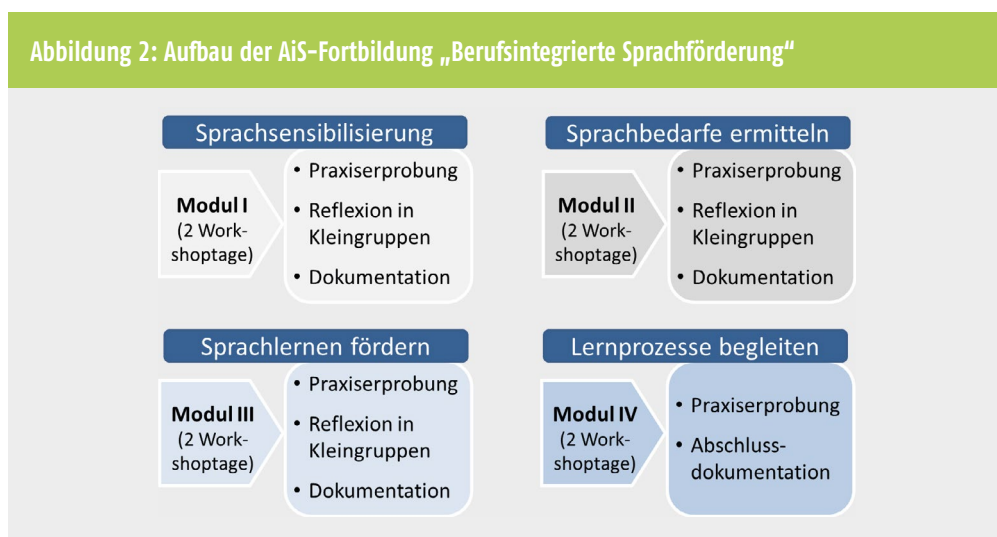 Abbildung 2: Aufbau der AiS-Fortbildung „Berufsintegrierte Sprachförderung“
Sprachsensibilisierung
Modul I
(2 Work-
shoptage)
• Praxiserprobung
• Reflexion in
Kleingruppen
• Dokumentation
Sprachbedarfe ermitteln
Modul II
(2 Work-
shoptage)
• Praxiserprobung
• Reflexion in
Kleingruppen
• Dokumentation
Sprachlernen fördern
Modul III
(2 Work-
shoptage)
• Praxiserprobung
• Reflexion in
Kleingruppen
• Dokumentation
Lernprozesse begleiten
Modul IV
(2 Work-
shoptage)
• Praxiserprobung
• Abschluss-
dokumentation